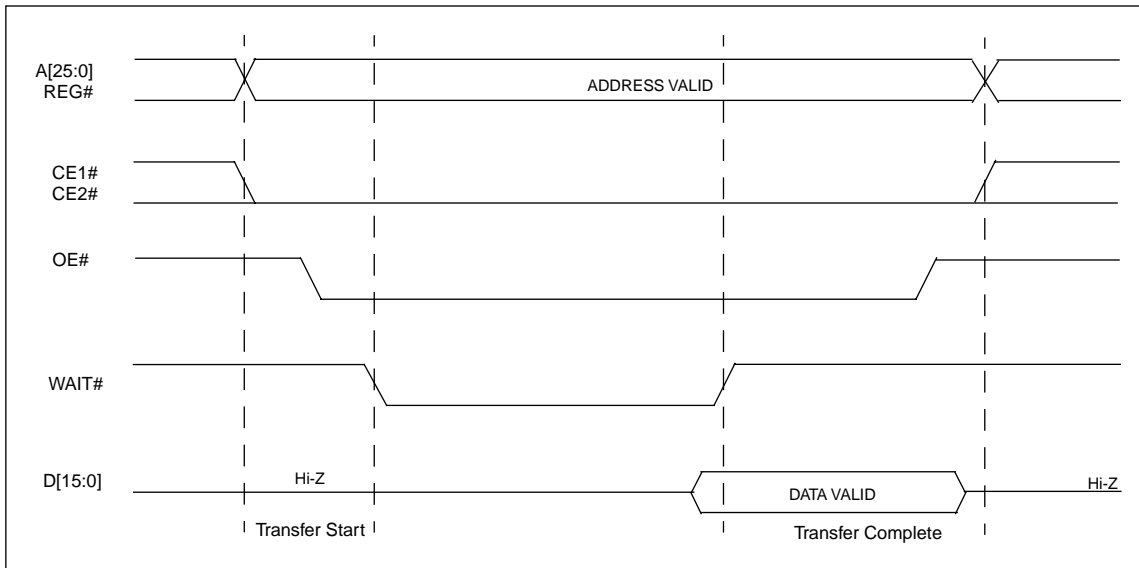 A[25:0]
REG#
ADDRESS VALID
CE1#
CE2#
OE#
WAIT#
D[15:0]
Hi-Z
DATA VALID
Hi-Z
Transfer Start
Transfer Complete